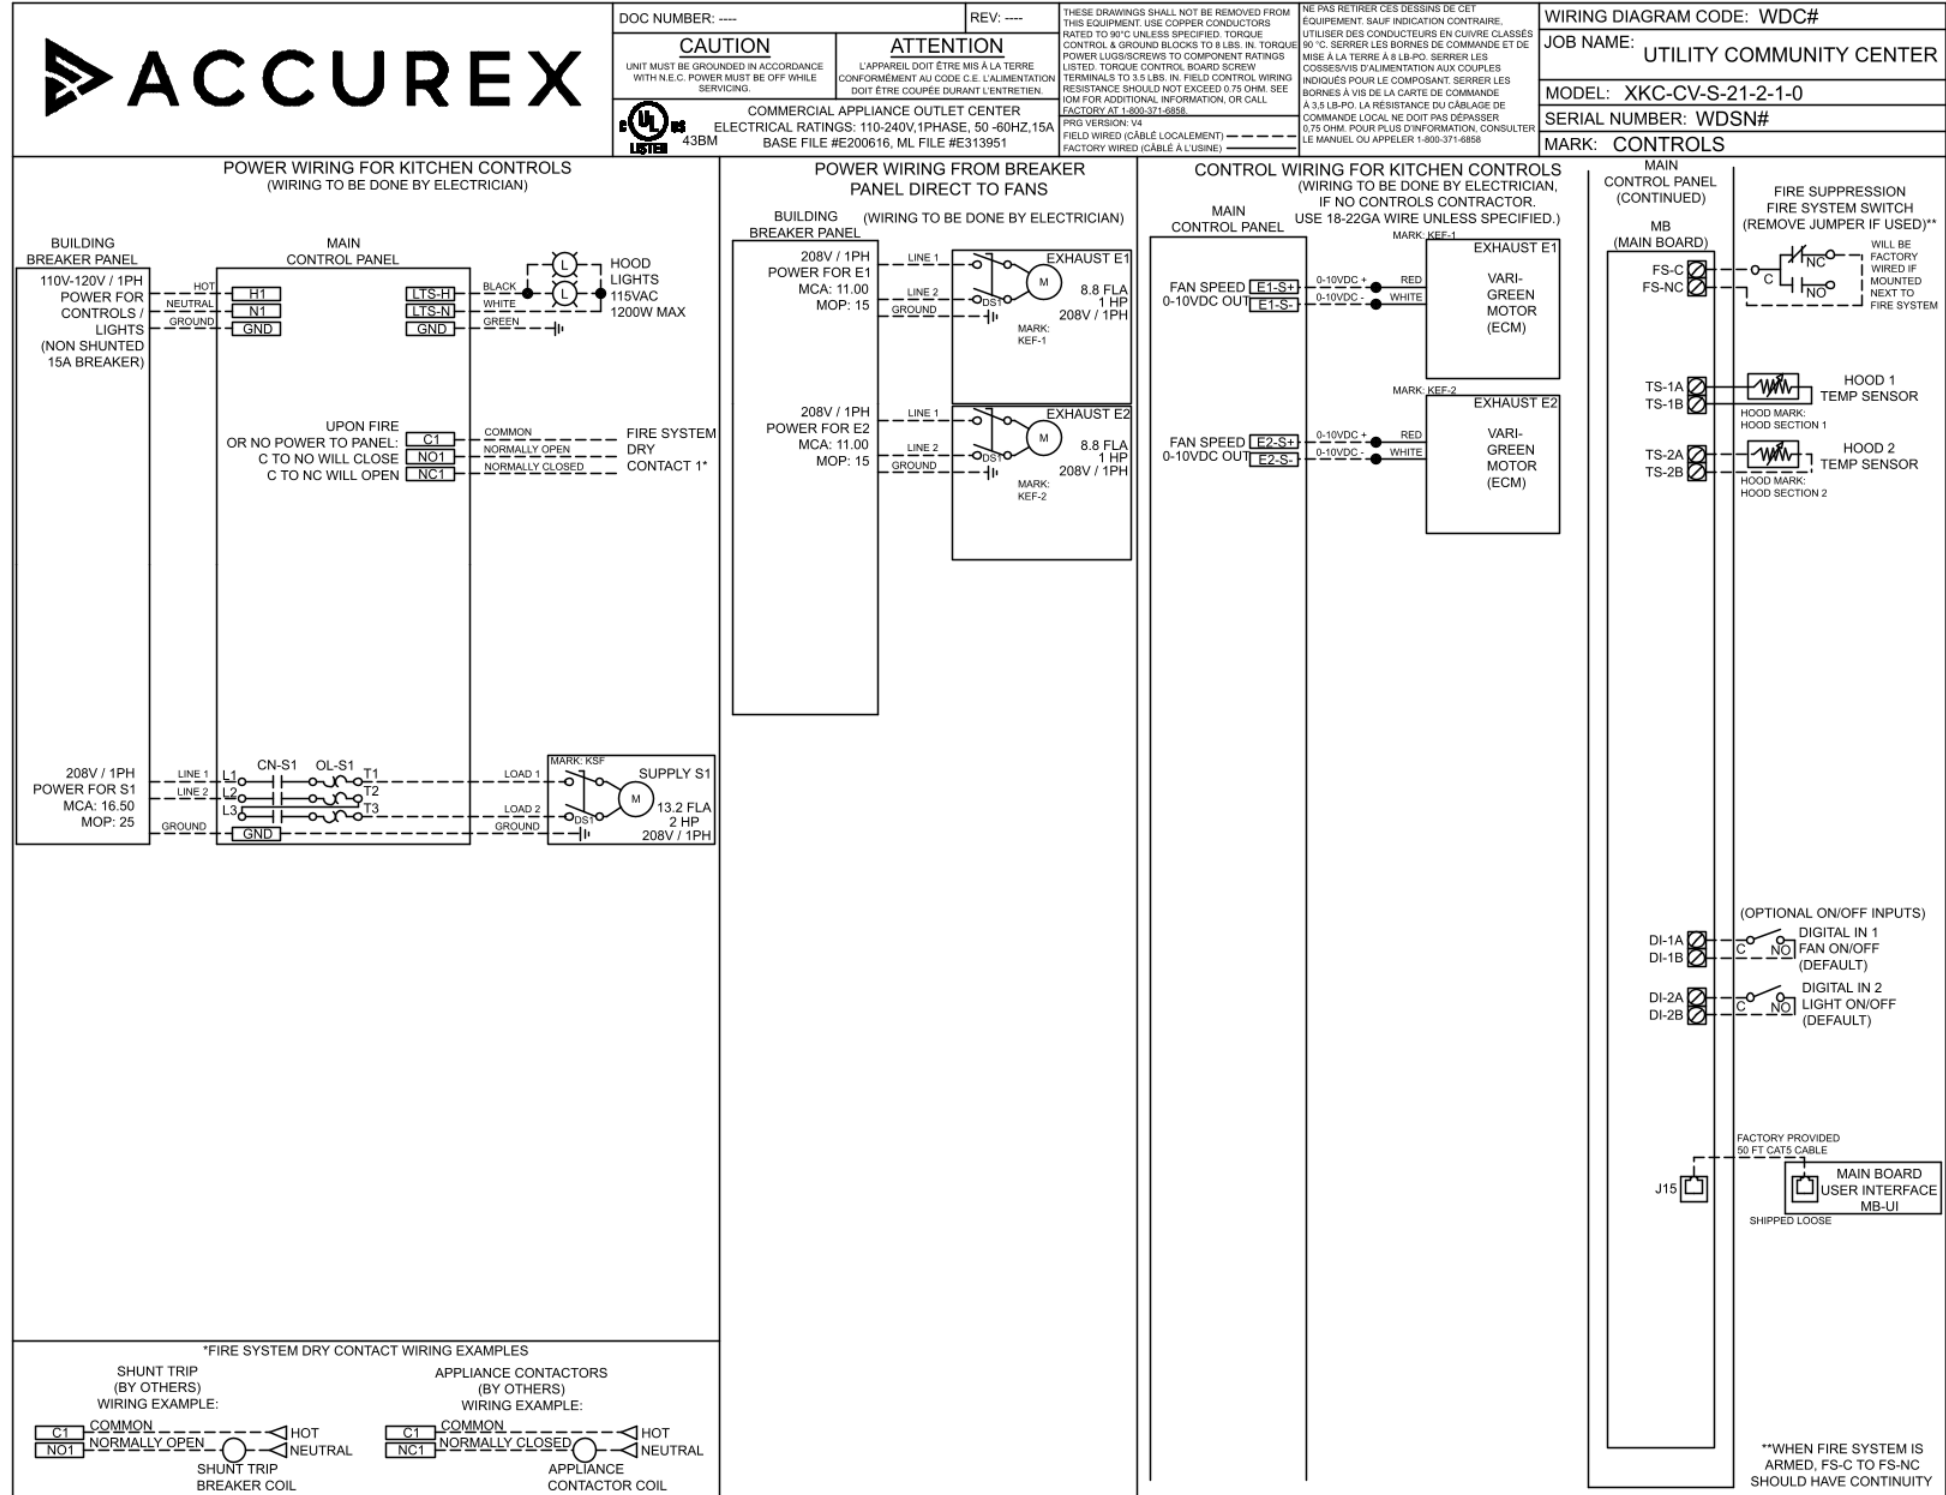 ACCUREX
DOC NUMBER: ----
REV: ----
CAUTION
UNIT MUST BE GROUNDED IN ACCORDANCE
WITH N.E.C. POWER MUST BE OFF WHILE
SERVICING.
ATTENTION
L'APPAREIL DOIT ÊTRE MIS À LA TERRE
CONFORMÉMENT AU CODE C.E. L'ALIMENTATION
DOIT ÊTRE COUPÉE DURANT L'ENTRETIEN.
C UL US
LISTED
43BM
COMMERCIAL APPLIANCE OUTLET CENTER
ELECTRICAL RATINGS: 110-240V,1PHASE, 50 -60HZ,15A
BASE FILE #E200616, ML FILE #E313951
THESE DRAWINGS SHALL NOT BE REMOVED FROM
THIS EQUIPMENT. USE COPPER CONDUCTORS
RATED TO 90°C UNLESS SPECIFIED. TORQUE
CONTROL & GROUND BLOCKS TO 8 LBS. IN. TORQUE
POWER LUGS/SCREWS TO COMPONENT RATINGS
LISTED. TORQUE CONTROL BOARD SCREW
TERMINALS TO 3.5 LBS. IN. FIELD CONTROL WIRING
RESISTANCE SHOULD NOT EXCEED 0.75 OHM. SEE
IOM FOR ADDITIONAL INFORMATION, OR CALL
FACTORY AT 1-800-371-6858.
PRG VERSION: V4
FIELD WIRED (CÂBLÉ LOCALEMENT)
FACTORY WIRED (CÂBLÉ À L'USINE)
NE PAS RETIRER CES DESSINS DE CET
ÉQUIPEMENT. SAUF INDICATION CONTRAIRE,
UTILISER DES CONDUCTEURS EN CUIVRE CLASSÉS
90 °C. SERRER LES BORNES DE COMMANDE ET DE
MISE À LA TERRE À 8 LB-PO. SERRER LES
COSSES/VIS D'ALIMENTATION AUX COUPLES
INDIQUÉS POUR LE COMPOSANT. SERRER LES
BORNES À VIS DE LA CARTE DE COMMANDE
À 3,5 LB-PO. LA RÉSISTANCE DU CÂBLAGE DE
COMMANDE LOCAL NE DOIT PAS DÉPASSER
0,75 OHM. POUR PLUS D'INFORMATION, CONSULTER
LE MANUEL OU APPELER 1-800-371-6858
WIRING DIAGRAM CODE: WDC#
JOB NAME: UTILITY COMMUNITY CENTER
MODEL: XKC-CV-S-21-2-1-0
SERIAL NUMBER: WDSN#
MARK: CONTROLS
POWER WIRING FOR KITCHEN CONTROLS
(WIRING TO BE DONE BY ELECTRICIAN)
BUILDING
BREAKER PANEL
MAIN
CONTROL PANEL
110V-120V / 1PH
POWER FOR
CONTROLS /
LIGHTS
(NON SHUNTED
15A BREAKER)
HOT
NEUTRAL
GROUND
H1
N1
GND
LTS-H
LTS-N
GND
BLACK
WHITE
GREEN
L
L
HOOD
LIGHTS
115VAC
1200W MAX
UPON FIRE
OR NO POWER TO PANEL:
C TO NO WILL CLOSE
C TO NC WILL OPEN
C1
NO1
NC1
COMMON
NORMALLY OPEN
NORMALLY CLOSED
FIRE SYSTEM
DRY
CONTACT 1*
208V / 1PH
POWER FOR S1
MCA: 16.50
MOP: 25
LINE 1
LINE 2
GROUND
L1
L2
L3
GND
CN-S1
OL-S1
T1
T2
T3
LOAD 1
LOAD 2
GROUND
MARK: KSF
SUPPLY S1
M
DS1
13.2 FLA
2 HP
208V / 1PH
*FIRE SYSTEM DRY CONTACT WIRING EXAMPLES
SHUNT TRIP
(BY OTHERS)
WIRING EXAMPLE:
C1 COMMON HOT
NO1 NORMALLY OPEN NEUTRAL
SHUNT TRIP
BREAKER COIL
APPLIANCE CONTACTORS
(BY OTHERS)
WIRING EXAMPLE:
C1 COMMON HOT
NC1 NORMALLY CLOSED NEUTRAL
APPLIANCE
CONTACTOR COIL
POWER WIRING FROM BREAKER
PANEL DIRECT TO FANS
(WIRING TO BE DONE BY ELECTRICIAN)
BUILDING
BREAKER PANEL
208V / 1PH
POWER FOR E1
MCA: 11.00
MOP: 15
LINE 1
LINE 2
GROUND
EXHAUST E1
M
DS1
8.8 FLA
1 HP
208V / 1PH
MARK:
KEF-1
208V / 1PH
POWER FOR E2
MCA: 11.00
MOP: 15
LINE 1
LINE 2
GROUND
EXHAUST E2
M
DS1
8.8 FLA
1 HP
208V / 1PH
MARK:
KEF-2
CONTROL WIRING FOR KITCHEN CONTROLS
(WIRING TO BE DONE BY ELECTRICIAN,
IF NO CONTROLS CONTRACTOR.
USE 18-22GA WIRE UNLESS SPECIFIED.)
MAIN
CONTROL PANEL
MARK: KEF-1
FAN SPEED
0-10VDC OUT
E1-S+
E1-S-
0-10VDC +
0-10VDC -
RED
WHITE
EXHAUST E1
VARI-
GREEN
MOTOR
(ECM)
MARK: KEF-2
FAN SPEED
0-10VDC OUT
E2-S+
E2-S-
0-10VDC +
0-10VDC -
RED
WHITE
EXHAUST E2
VARI-
GREEN
MOTOR
(ECM)
MAIN
CONTROL PANEL
(CONTINUED)
MB
(MAIN BOARD)
FIRE SUPPRESSION
FIRE SYSTEM SWITCH
(REMOVE JUMPER IF USED)**
FS-C
FS-NC
C
NC
NO
WILL BE
FACTORY
WIRED IF
MOUNTED
NEXT TO
FIRE SYSTEM
TS-1A
TS-1B
HOOD 1
TEMP SENSOR
HOOD MARK:
HOOD SECTION 1
TS-2A
TS-2B
HOOD 2
TEMP SENSOR
HOOD MARK:
HOOD SECTION 2
(OPTIONAL ON/OFF INPUTS)
DI-1A
DI-1B
C
NO
DIGITAL IN 1
FAN ON/OFF
(DEFAULT)
DI-2A
DI-2B
C
NO
DIGITAL IN 2
LIGHT ON/OFF
(DEFAULT)
FACTORY PROVIDED
50 FT CAT5 CABLE
J15
MAIN BOARD
USER INTERFACE
MB-UI
SHIPPED LOOSE
**WHEN FIRE SYSTEM IS
ARMED, FS-C TO FS-NC
SHOULD HAVE CONTINUITY